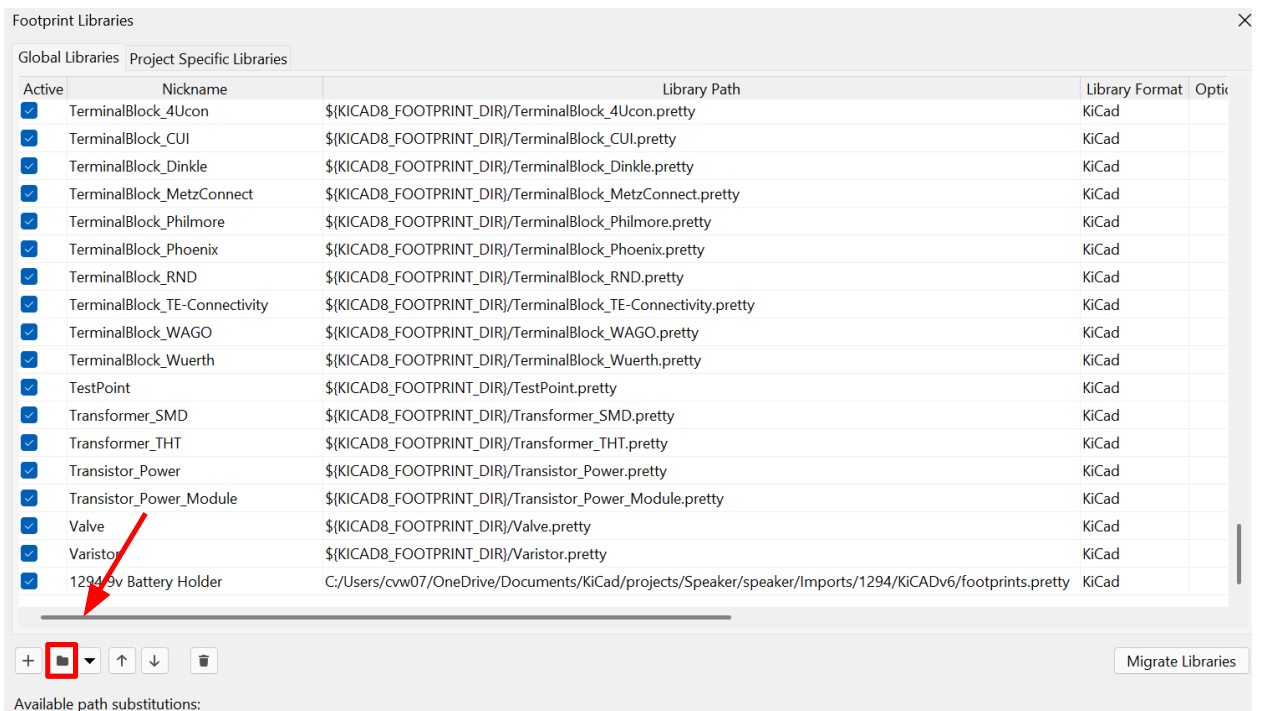 Footprint Libraries
Global Libraries Project Specific Libraries
Active Nickname Library Path Library Format Optic
TerminalBlock_4Ucon ${KICAD8_FOOTPRINT_DIR}/TerminalBlock_4Ucon.pretty KiCad
TerminalBlock_CUI ${KICAD8_FOOTPRINT_DIR}/TerminalBlock_CUI.pretty KiCad
TerminalBlock_Dinkle ${KICAD8_FOOTPRINT_DIR}/TerminalBlock_Dinkle.pretty KiCad
TerminalBlock_MetzConnect ${KICAD8_FOOTPRINT_DIR}/TerminalBlock_MetzConnect.pretty KiCad
TerminalBlock_Philmore ${KICAD8_FOOTPRINT_DIR}/TerminalBlock_Philmore.pretty KiCad
TerminalBlock_Phoenix ${KICAD8_FOOTPRINT_DIR}/TerminalBlock_Phoenix.pretty KiCad
TerminalBlock_RND ${KICAD8_FOOTPRINT_DIR}/TerminalBlock_RND.pretty KiCad
TerminalBlock_TE-Connectivity ${KICAD8_FOOTPRINT_DIR}/TerminalBlock_TE-Connectivity.pretty KiCad
TerminalBlock_WAGO ${KICAD8_FOOTPRINT_DIR}/TerminalBlock_WAGO.pretty KiCad
TerminalBlock_Wuerth ${KICAD8_FOOTPRINT_DIR}/TerminalBlock_Wuerth.pretty KiCad
TestPoint ${KICAD8_FOOTPRINT_DIR}/TestPoint.pretty KiCad
Transformer_SMD ${KICAD8_FOOTPRINT_DIR}/Transformer_SMD.pretty KiCad
Transformer_THT ${KICAD8_FOOTPRINT_DIR}/Transformer_THT.pretty KiCad
Transistor_Power ${KICAD8_FOOTPRINT_DIR}/Transistor_Power.pretty KiCad
Transistor_Power_Module ${KICAD8_FOOTPRINT_DIR}/Transistor_Power_Module.pretty KiCad
Valve ${KICAD8_FOOTPRINT_DIR}/Valve.pretty KiCad
Varistor ${KICAD8_FOOTPRINT_DIR}/Varistor.pretty KiCad
1294 9v Battery Holder C:/Users/cvw07/OneDrive/Documents/KiCad/projects/Speaker/speaker/Imports/1294/KiCADv6/footprints.pretty KiCad
Migrate Libraries
Available path substitutions: